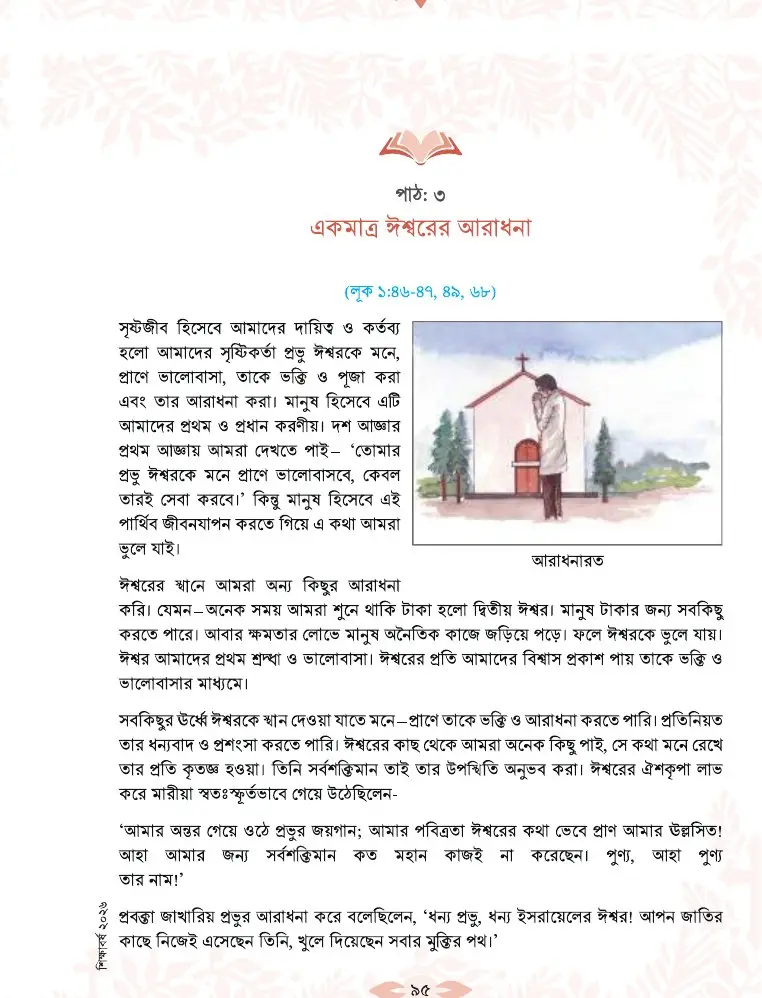 পাঠ: ৩
একমাত্র ঈশ্বরের আরাধনা
(লূক ১:৪৬-৪৭, ৪৯, ৬৮)
সৃষ্টজীব হিসেবে আমাদের দায়িত্ব ও কর্তব্য
হলো আমাদের সৃষ্টিকর্তা প্রভু ঈশ্বরকে মনে,
প্রাণে ভালোবাসা, তাকে ভক্তি ও পূজা করা
এবং তার আরাধনা করা। মানুষ হিসেবে এটি
আমাদের প্রথম ও প্রধান করণীয়। দশ আজ্ঞার
প্রথম আজ্ঞায় আমরা দেখতে পাই– ‘তোমার
প্রভু ঈশ্বরকে মনে প্রাণে ভালোবাসবে, কেবল
তারই সেবা করবে।’ কিন্তু মানুষ হিসেবে এই
পার্থিব জীবনযাপন করতে গিয়ে এ কথা আমরা
ভুলে যাই।
আরাধনারত
ঈশ্বরের স্থানে আমরা অন্য কিছুর আরাধনা
করি। যেমন–অনেক সময় আমরা শুনে থাকি টাকা হলো দ্বিতীয় ঈশ্বর। মানুষ টাকার জন্য সবকিছু
করতে পারে। আবার ক্ষমতার লোভে মানুষ অনৈতিক কাজে জড়িয়ে পড়ে। ফলে ঈশ্বরকে ভুলে যায়।
ঈশ্বর আমাদের প্রথম শ্রদ্ধা ও ভালোবাসা। ঈশ্বরের প্রতি আমাদের বিশ্বাস প্রকাশ পায় তাকে ভক্তি ও
ভালোবাসার মাধ্যমে।
সবকিছুর ঊর্ধ্বে ঈশ্বরকে স্থান দেওয়া যাতে মনে–প্রাণে তাকে ভক্তি ও আরাধনা করতে পারি। প্রতিনিয়ত
তার ধন্যবাদ ও প্রশংসা করতে পারি। ঈশ্বরের কাছ থেকে আমরা অনেক কিছু পাই, সে কথা মনে রেখে
তার প্রতি কৃতজ্ঞ হওয়া। তিনি সর্বশক্তিমান তাই তার উপস্থিতি অনুভব করা। ঈশ্বরের ঐশকৃপা লাভ
করে মারীয়া স্বতঃস্ফূর্তভাবে গেয়ে উঠেছিলেন-
‘আমার অন্তর গেয়ে ওঠে প্রভুর জয়গান; আমার পবিত্রতা ঈশ্বরের কথা ভেবে প্রাণ আমার উল্লসিত!
আহা আমার জন্য সর্বশক্তিমান কত মহান কাজই না করেছেন। পুণ্য, আহা পুণ্য
তার নাম!’
প্রবক্তা জাখারিয় প্রভুর আরাধনা করে বলেছিলেন, ‘ধন্য প্রভু, ধন্য ইসরায়েলের ঈশ্বর! আপন জাতির
কাছে নিজেই এসেছেন তিনি, খুলে দিয়েছেন সবার মুক্তির পথ।’
শিক্ষাবর্ষ ২০২৬
৯৫